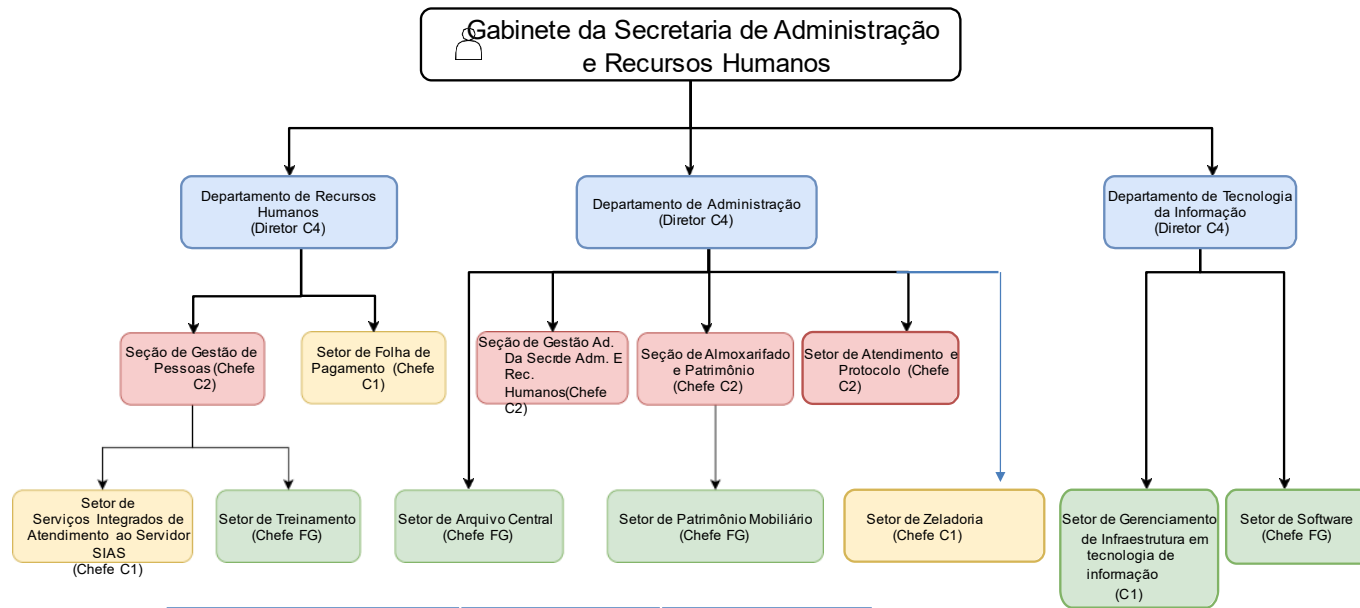 Gabinete da Secretaria de Administração
e Recursos Humanos
Departamento de Recursos
Humanos
(Diretor C4)
Departamento de Administração
(Diretor C4)
Departamento de Tecnologia
da Informação
(Diretor C4)
Seção de Gestão de
Pessoas(Chefe
C2)
Setor de Folha de
Pagamento (Chefe
C1)
Seção de Gestão Ad.
Da Secrde Adm. E
Rec.
Humanos(Chefe
C2)
Seção de Almoxarifado
e Patrimônio
(Chefe C2)
Setor de Atendimento e
Protocolo (Chefe
C2)
Setor de
Serviços Integrados de
Atendimento ao Servidor
SIAS
(Chefe C1)
Setor de Treinamento
(Chefe FG)
Setor de Arquivo Central
(Chefe FG)
Setor de Patrimônio Mobiliário
(Chefe FG)
Setor de Zeladoria
(Chefe C1)
Setor de Gerenciamento
de Infraestrutura em
tecnologia de
informação
(C1)
Setor de Software
(Chefe FG)